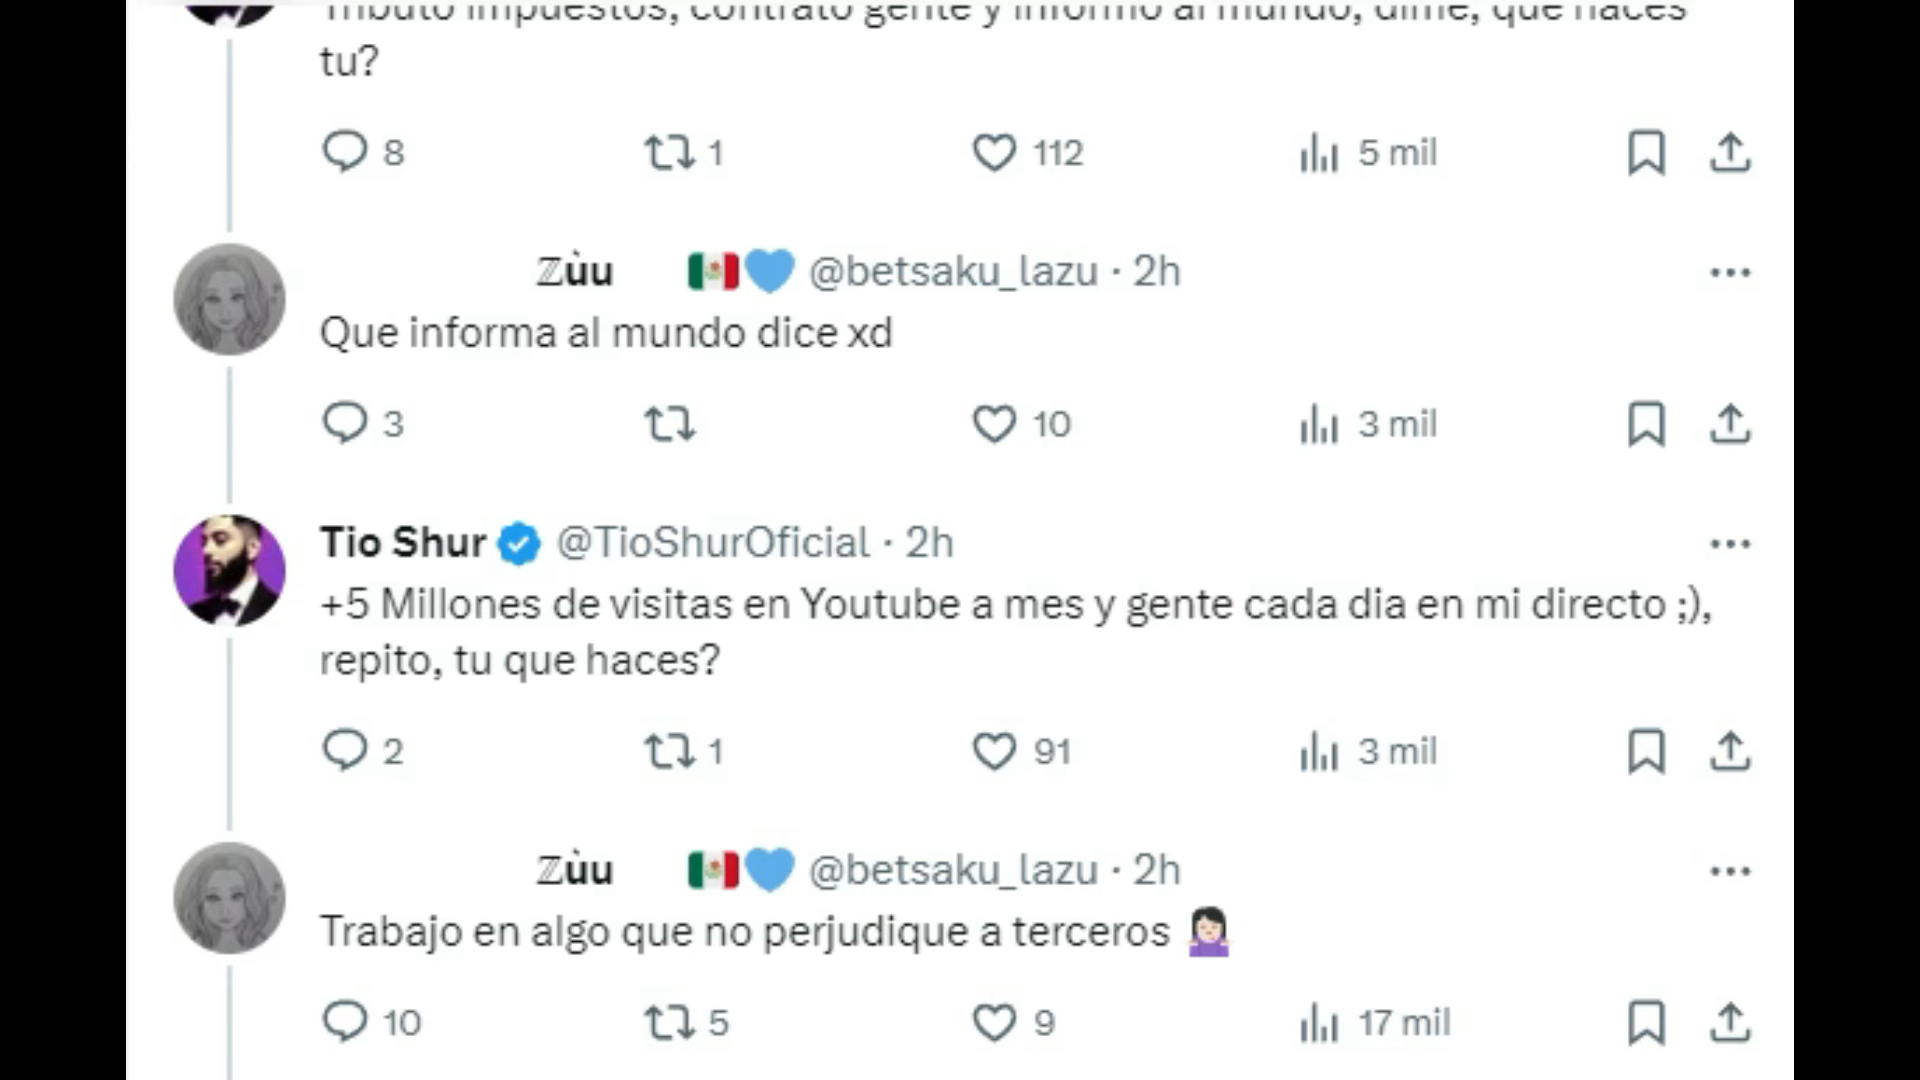 Tributo impuestos, contrato gente y informo al mundo, dime, que haces
tu?
8 1 112 5 mil
ℤùu 🇲🇽💙 @betsaku_lazu · 2h
Que informa al mundo dice xd
3 10 3 mil
Tio Shur @TioShurOficial · 2h
+5 Millones de visitas en Youtube a mes y gente cada dia en mi directo ;),
repito, tu que haces?
2 1 91 3 mil
ℤùu 🇲🇽💙 @betsaku_lazu · 2h
Trabajo en algo que no perjudique a terceros 🤷🏻‍♀️
10 5 9 17 mil